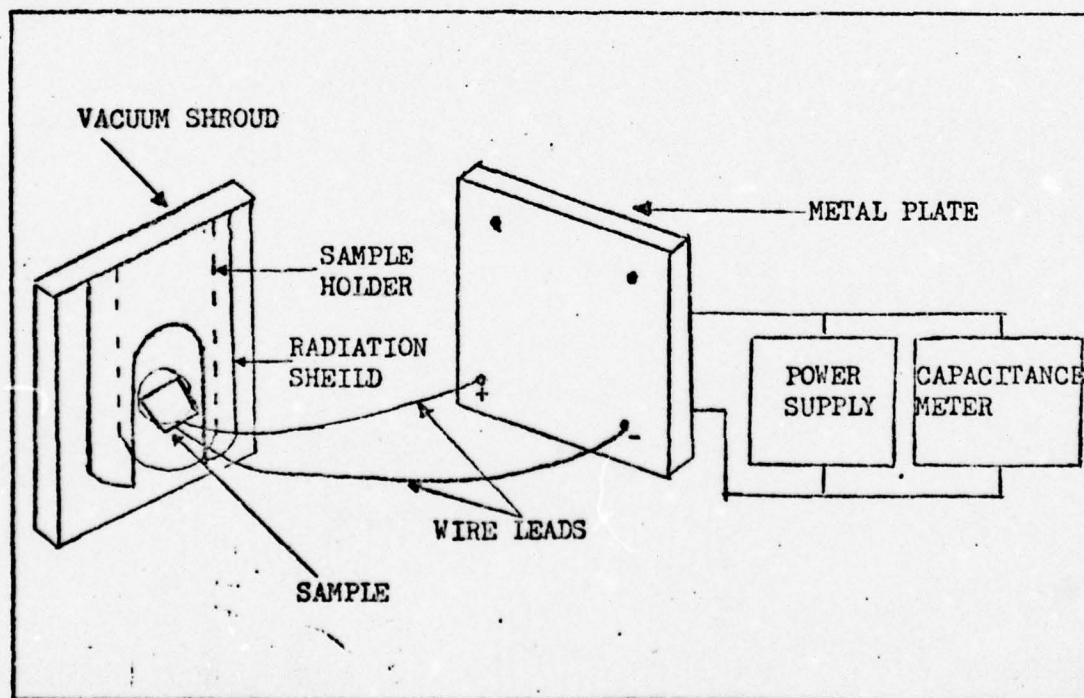 VACUUM SHROUD
METAL PLATE
SAMPLE
HOLDER
RADIATION
SHEILD
POWER
SUPPLY
CAPACITANCE
METER
+
-
WIRE LEADS
SAMPLE